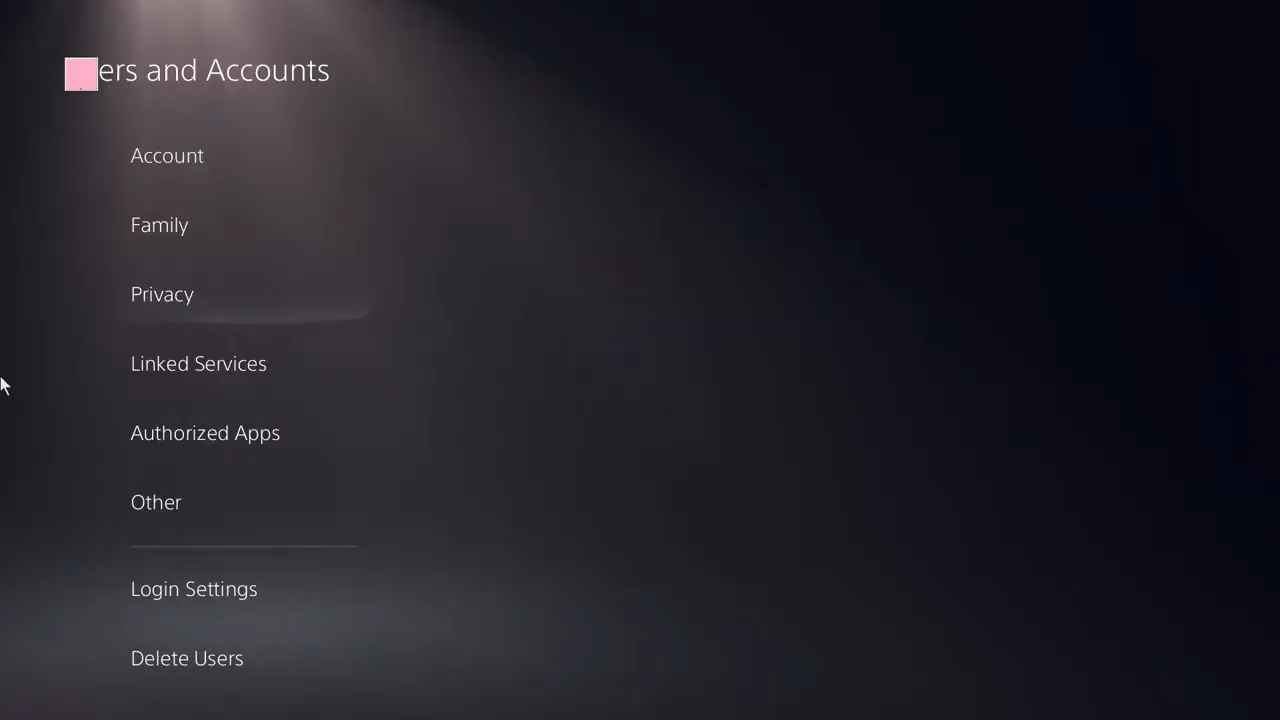 ers and Accounts
Account
Family
Privacy
Linked Services
Authorized Apps
Other
Login Settings
Delete Users